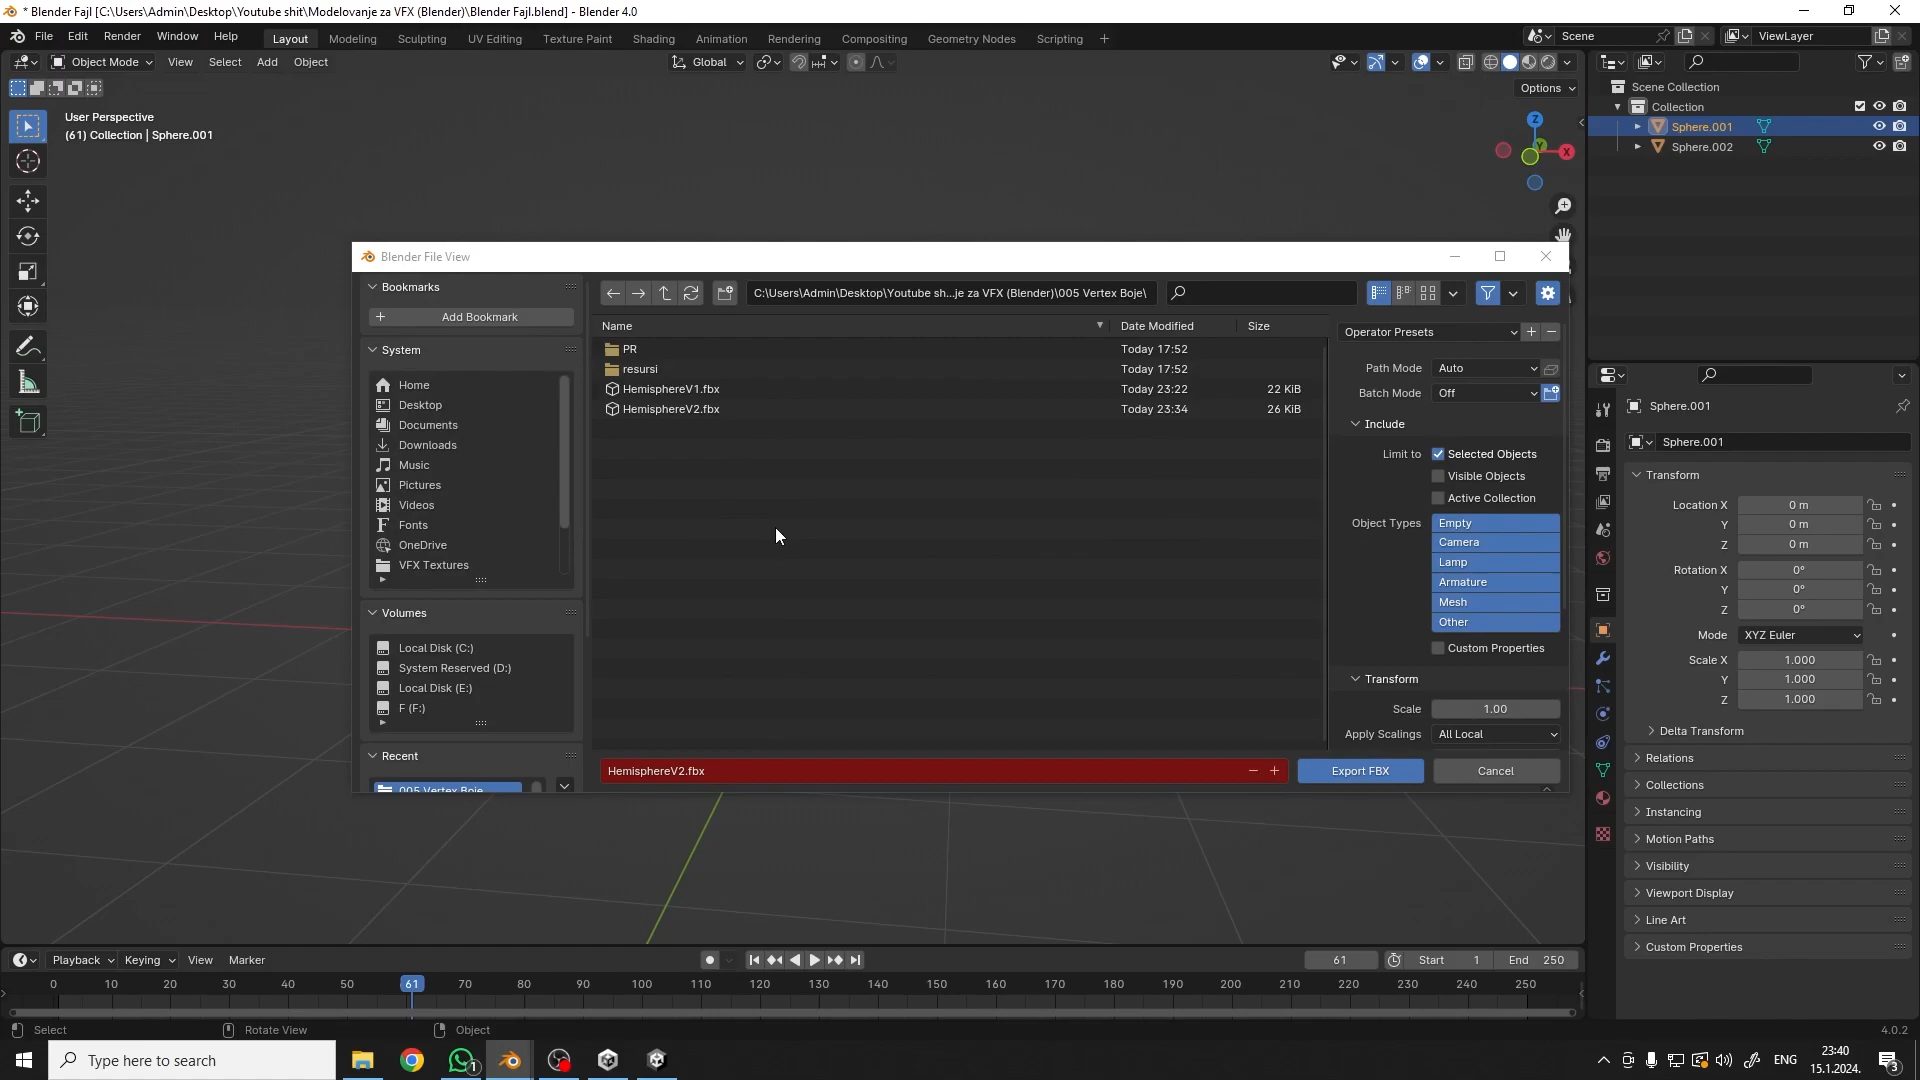 * Blender Fajl [C:\Users\Admin\Desktop\Youtube shit\Modelovanje za VFX (Blender)\Blender Fajl.blend] - Blender 4.0
File Edit Render Window Help Layout Modeling Sculpting UV Editing Texture Paint Shading Animation Rendering Compositing Geometry Nodes Scripting + Scene ViewLayer
Object Mode View Select Add Object Global
Options
User Perspective
(61) Collection | Sphere.001
Z
Y
X
Scene Collection
Collection
Sphere.001
Sphere.002
Blender File View
Bookmarks
Add Bookmark
System
Home
Desktop
Documents
Downloads
Music
Pictures
Videos
Fonts
OneDrive
VFX Textures
Volumes
Local Disk (C:)
System Reserved (D:)
Local Disk (E:)
F (F:)
Recent
005 Vertex Boje
C:\Users\Admin\Desktop\Youtube sh...je za VFX (Blender)\005 Vertex Boje\
Name Date Modified Size
PR Today 17:52
resursi Today 17:52
HemisphereV1.fbx Today 23:22 22 KiB
HemisphereV2.fbx Today 23:34 26 KiB
HemisphereV2.fbx
Operator Presets
Path Mode Auto
Batch Mode Off
Include
Limit to Selected Objects
Visible Objects
Active Collection
Object Types Empty
Camera
Lamp
Armature
Mesh
Other
Custom Properties
Transform
Scale 1.00
Apply Scalings All Local
Export FBX Cancel
Sphere.001
Sphere.001
Transform
Location X 0 m
Y 0 m
Z 0 m
Rotation X 0°
Y 0°
Z 0°
Mode XYZ Euler
Scale X 1.000
Y 1.000
Z 1.000
Delta Transform
Relations
Collections
Instancing
Motion Paths
Visibility
Viewport Display
Line Art
Custom Properties
Playback Keying View Marker 61 Start 1 End 250
0 10 20 30 40 50 61 70 80 90 100 110 120 130 140 150 160 170 180 190 200 210 220 230 240 250
Select Rotate View Object 4.0.2
Type here to search
1
ENG
23:40
15.1.2024.
3